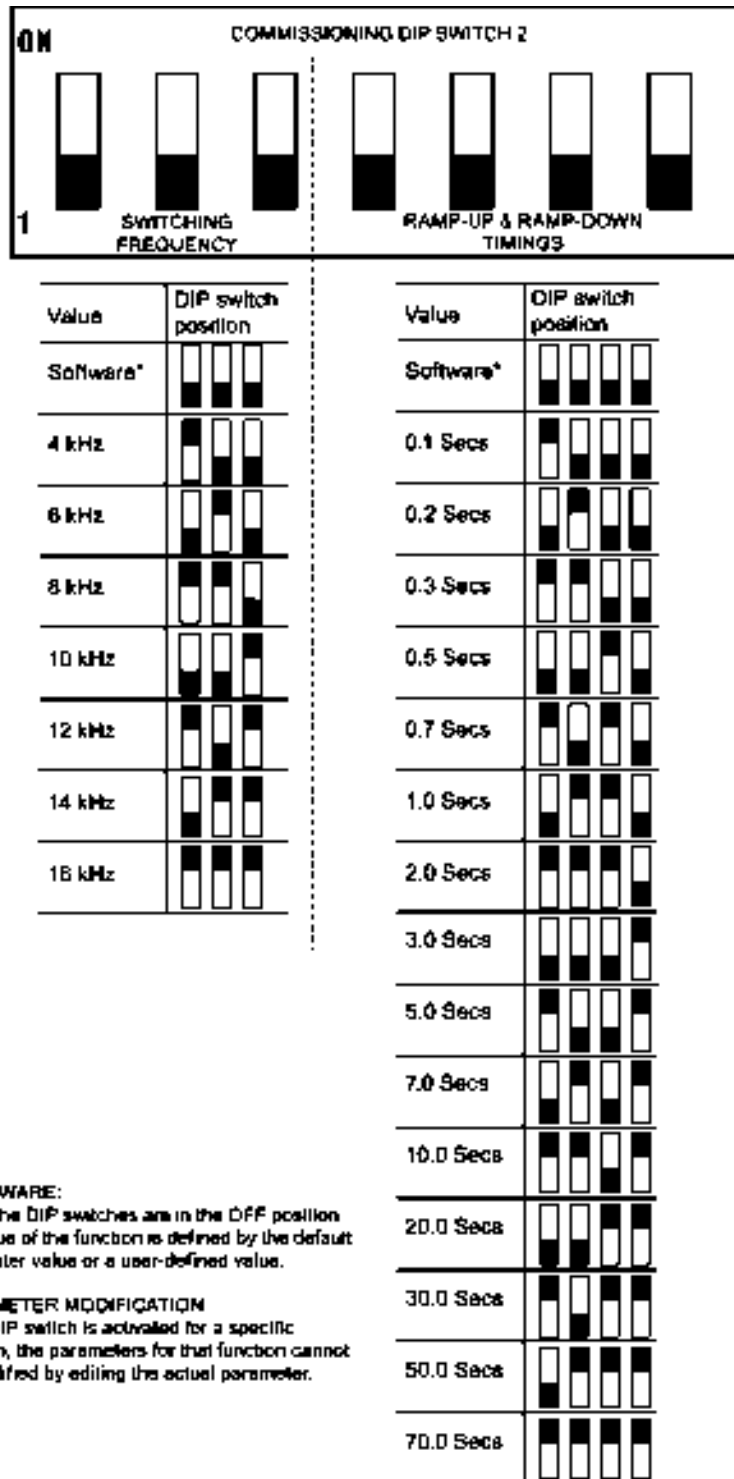 ON
COMMISSIONING DIP SWITCH 2
1
SWITCHING
FREQUENCY
RAMP-UP & RAMP-DOWN
TIMINGS
Value
DIP switch
position
Software*
4 kHz
6 kHz
8 kHz
10 kHz
12 kHz
14 kHz
16 kHz
Value
DIP switch
position
Software*
0.1 Secs
0.2 Secs
0.3 Secs
0.5 Secs
0.7 Secs
1.0 Secs
2.0 Secs
3.0 Secs
5.0 Secs
7.0 Secs
10.0 Secs
20.0 Secs
30.0 Secs
50.0 Secs
70.0 Secs
WARE:
he DIP switches are in the OFF position
ue of the function is defined by the default
ter value or a user-defined value.
METER MODIFICATION
IP switch is activated for a specific
n, the parameters for that function cannot
ified by editing the actual parameter.